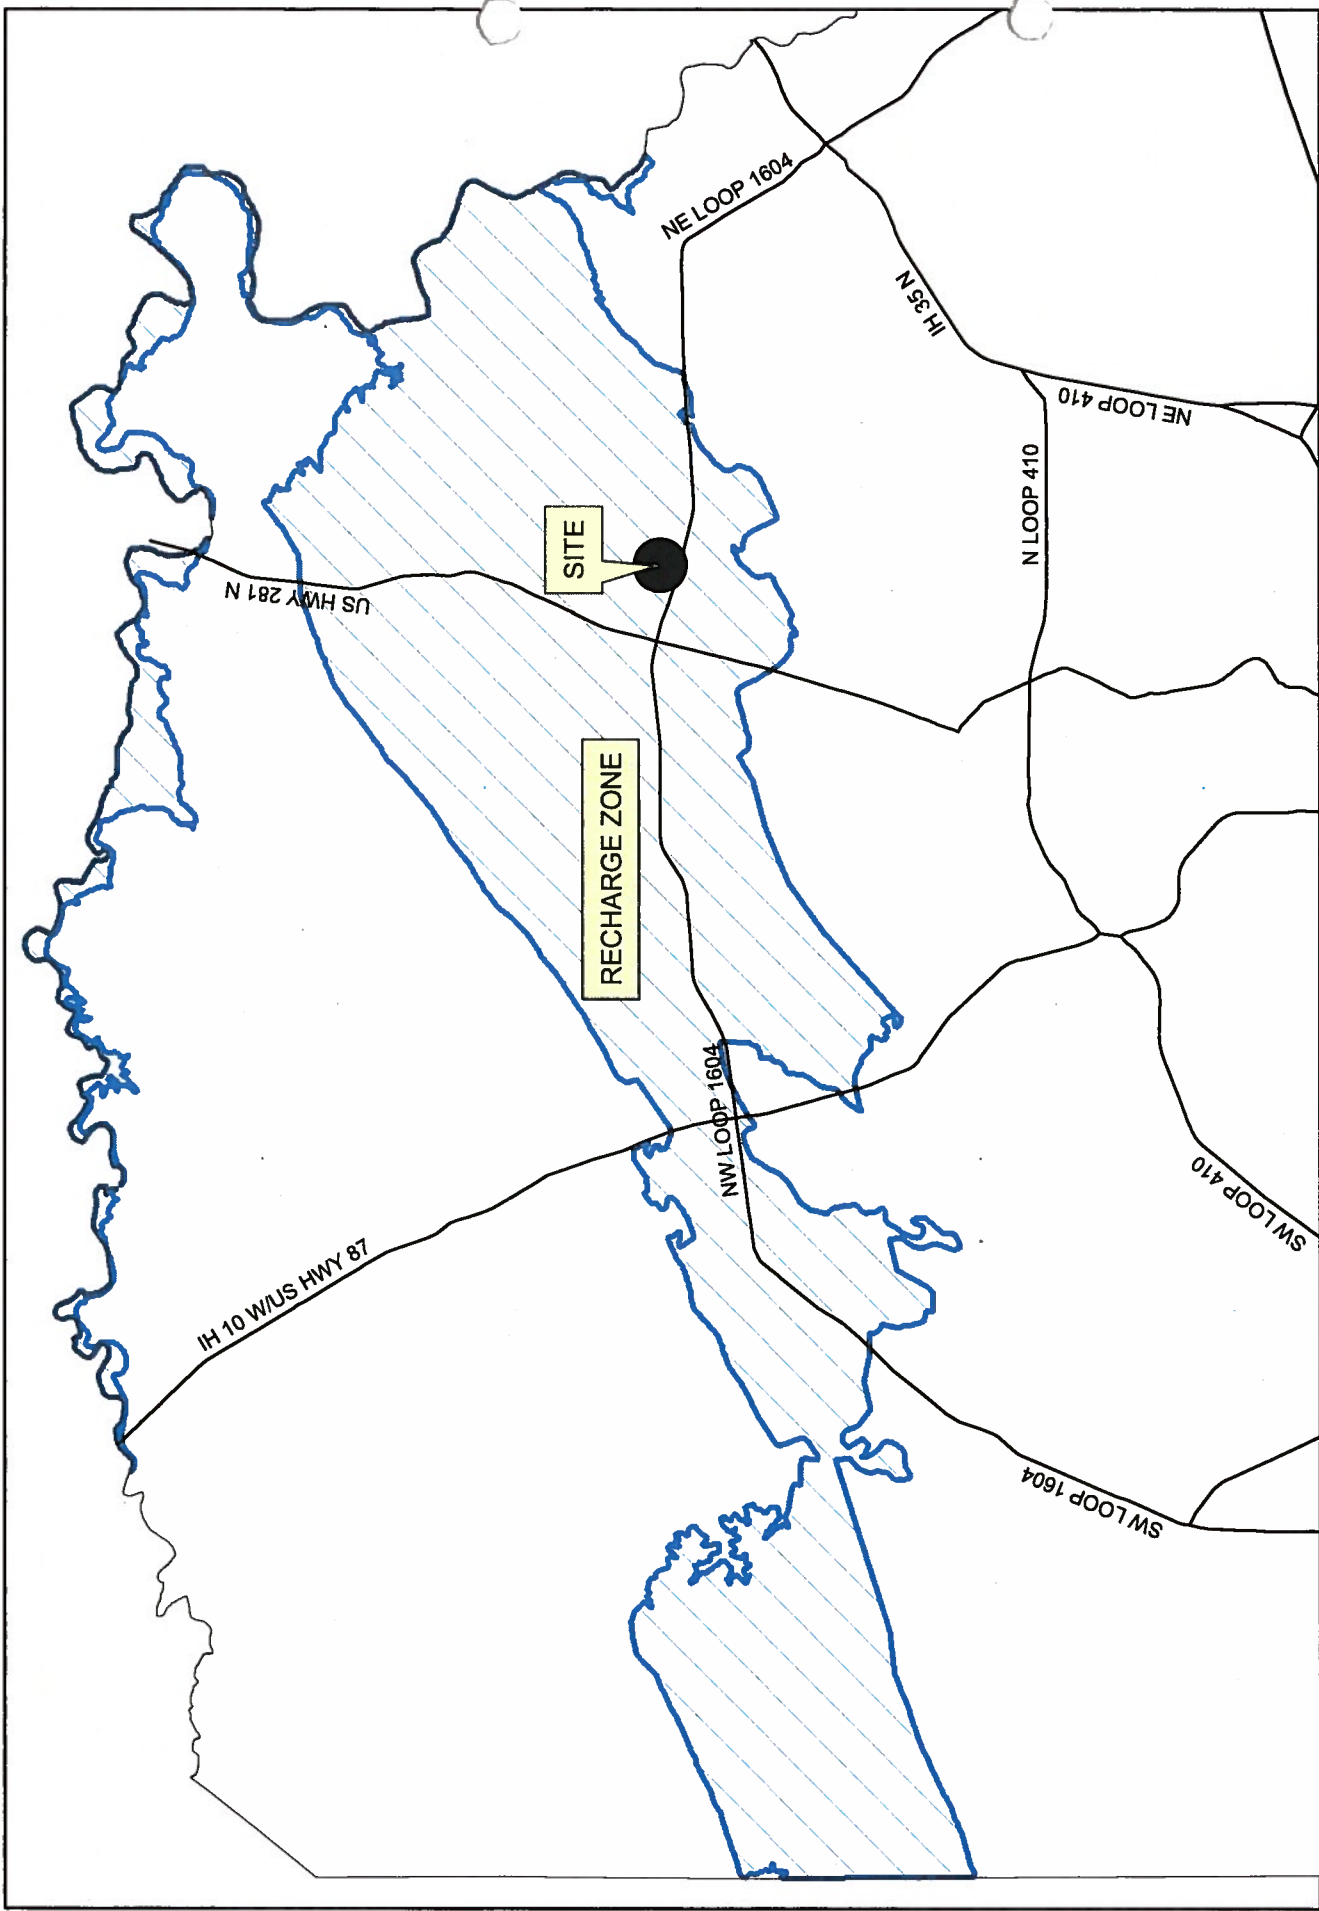 US HWY 281 N
SITE
NE LOOP 1604
IH 35 N
NE LOOP 410
N LOOP 410
RECHARGE ZONE
NW LOOP 1604
IH 10 W/US HWY 87
SW LOOP 410
SW LOOP 1604